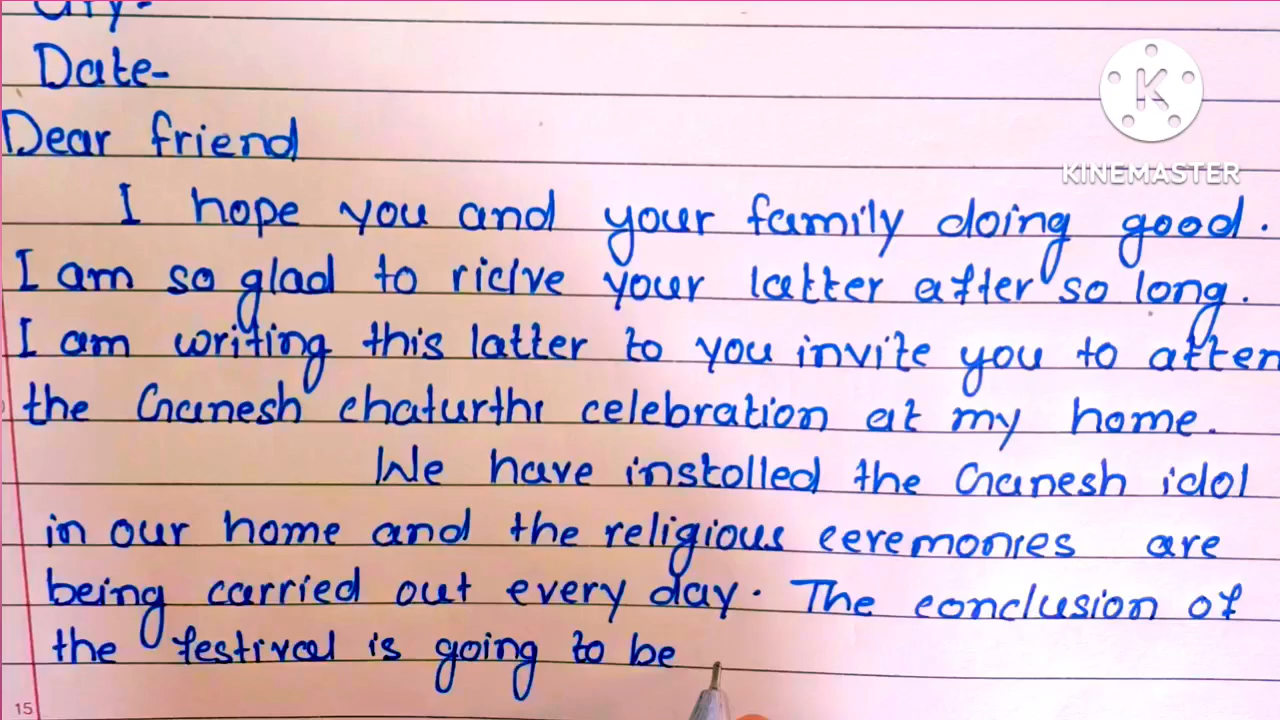 City-
Date-
Dear friend
I hope you and your family doing good.
I am so glad to ricive your latter after so long.
I am writing this latter to you invite you to atten
the Ganesh chaturthi celebration at my home.
We have instolled the Ganesh idol
in our home and the religious ceremonies are
being carried out every day. The conclusion of
the festival is going to be
15
K
KINEMASTER